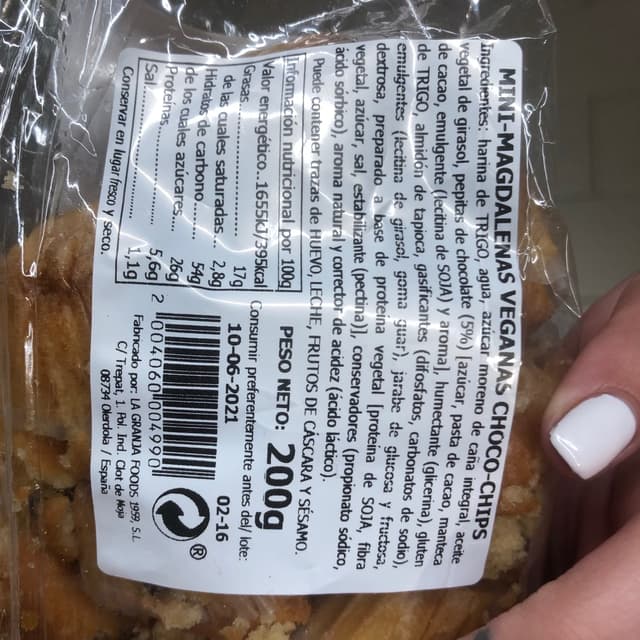 MINI-MAGDALENAS VEGANAS CHOCO-CHIPS
Ingredientes: harina de TRIGO, agua, azúcar moreno de caña integral, aceite
vegetal de girasol, pepitas de chocolate (5%) [azúcar, pasta de cacao, manteca
de cacao, emulgente (lecitina de SOJA) y aroma], humectante (glicerina), gluten
de TRIGO, almidón de tapioca, gasificantes (difosfatos, carbonatos de sodio),
emulgentes (lecitina de girasol, goma guar), jarabe de glucosa y fructosa,
dextrosa, preparado a base de proteína vegetal [proteína de SOJA, fibra
vegetal, azúcar, sal, estabilizante (pectina)], conservadores (propionato sódico,
ácido sórbico), aroma natural y corrector de acidez (ácido láctico).
Puede contener trazas de HUEVO, LECHE, FRUTOS DE CÁSCARA Y SÉSAMO.
Información nutricional por 100g
Valor energético..1655kJ/395kcal
Grasas.................17g
de las cuales saturadas....2,8g
Hidratos de carbono.....54g
de los cuales azúcares....26g
Proteínas..................5,6g
Sal.......................1,1g
Conservar en lugar fresco y seco.
PESO NETO: 200g
Consumir preferentemente antes del/ lote:
10-06-2021 02-16
2 004060 004990
Fabricado por: LA GRANJA FOODS 1959, S.L.
C/ Trepat, 1. Pol. Ind. Clot de Moja
08734 Olerdola / España
®